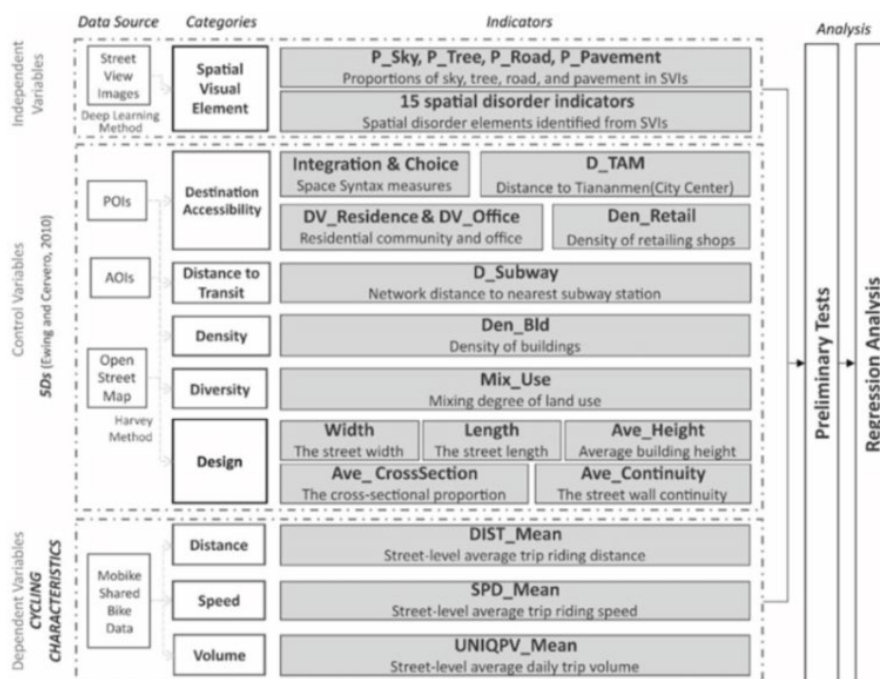 Data Source
Categories
Indicators
Analysis
Independent
Variables
Street
View
Images
Deep Learning
Method
Spatial
Visual
Element
P_Sky, P_Tree, P_Road, P_Pavement
Proportions of sky, tree, road, and pavement in SVIs
15 spatial disorder indicators
Spatial disorder elements identified from SVIs
Control Variables
5Ds (Ewing and Cervero, 2010)
POIs
AOIs
Open
Street
Map
Harvey
Method
Destination
Accessibility
Integration & Choice
Space Syntax measures
D_TAM
Distance to Tiananmen(City Center)
DV_Residence & DV_Office
Residential community and office
Den_Retail
Density of retailing shops
Distance to
Transit
D_Subway
Network distance to nearest subway station
Density
Den_Bld
Density of buildings
Diversity
Mix_Use
Mixing degree of land use
Design
Width
The street width
Length
The street length
Ave_Height
Average building height
Ave_ CrossSection
The cross-sectional proportion
Ave_Continuity
The street wall continuity
Dependent Variables
CYCLING
CHARACTERISTICS
Mobike
Shared
Bike
Data
Distance
DIST_Mean
Street-level average trip riding distance
Speed
SPD_Mean
Street-level average trip riding speed
Volume
UNIQPV_Mean
Street-level average daily trip volume
Preliminary Tests
Regression Analysis